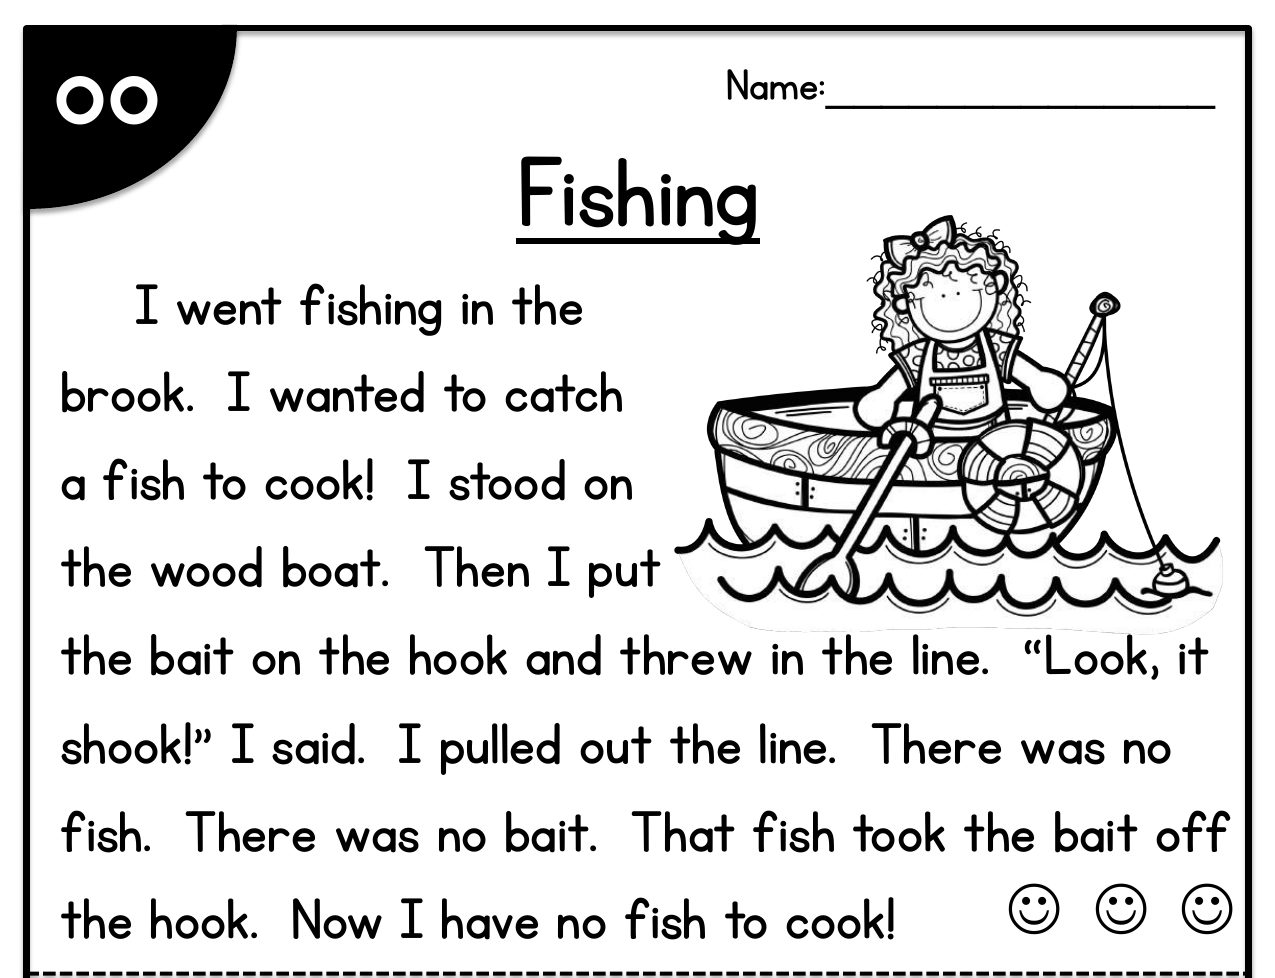 oo
Name:
Fishing
I went fishing in the
brook. I wanted to catch
a fish to cook! I stood on
the wood boat. Then I put
the bait on the hook and threw in the line. “Look, it
shook!” I said. I pulled out the line. There was no
fish. There was no bait. That fish took the bait off
the hook. Now I have no fish to cook!